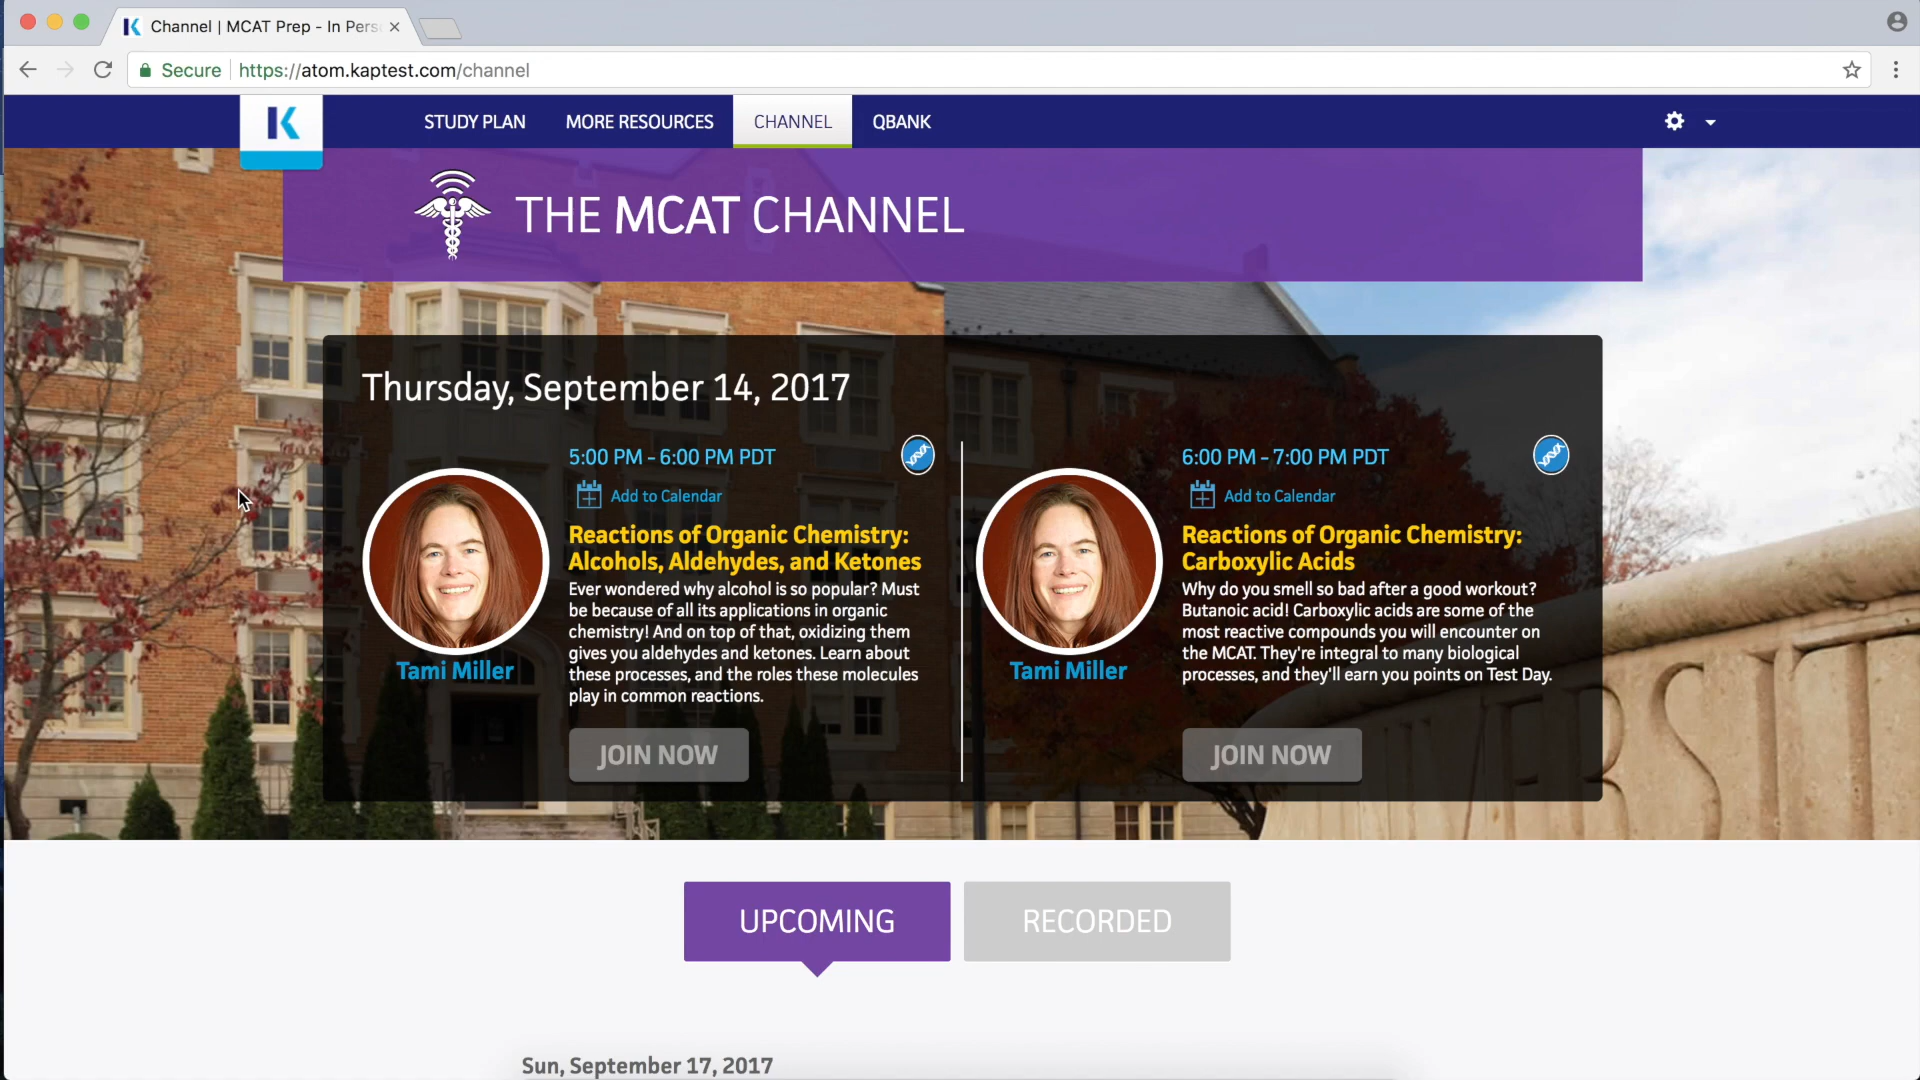 Channel | MCAT Prep - In Pers
Secure
https://atom.kaptest.com/channel
K
STUDY PLAN
MORE RESOURCES
CHANNEL
QBANK
THE MCAT CHANNEL
Thursday, September 14, 2017
5:00 PM - 6:00 PM PDT
Add to Calendar
Reactions of Organic Chemistry:
Alcohols, Aldehydes, and Ketones
Ever wondered why alcohol is so popular? Must
be because of all its applications in organic
chemistry! And on top of that, oxidizing them
gives you aldehydes and ketones. Learn about
these processes, and the roles these molecules
play in common reactions.
Tami Miller
JOIN NOW
6:00 PM - 7:00 PM PDT
Add to Calendar
Reactions of Organic Chemistry:
Carboxylic Acids
Why do you smell so bad after a good workout?
Butanoic acid! Carboxylic acids are some of the
most reactive compounds you will encounter on
the MCAT. They're integral to many biological
processes, and they'll earn you points on Test Day.
Tami Miller
JOIN NOW
UPCOMING
RECORDED
Sun, September 17, 2017